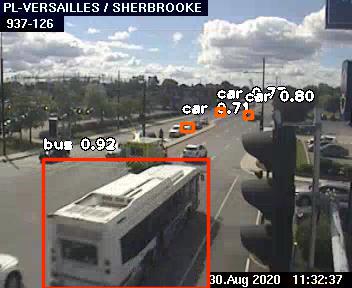 PL-VERSAILLES / SHERBROOKE
937-126
car 0.77
car 0.80
car 0.71
bus 0.92
30.Aug 2020 11:32:37